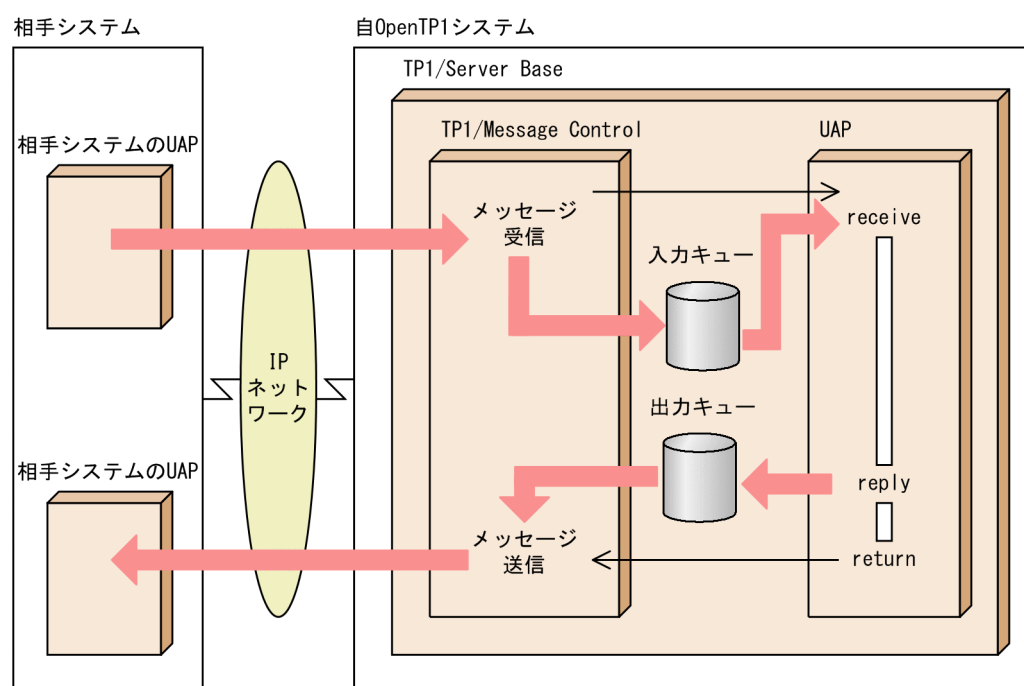 相手システム
自OpenTP1システム
TP1/Server Base
相手システムのUAP
TP1/Message Control
UAP
メッセージ
受信
receive
入力キュー
IP
ネット
ワーク
出力キュー
相手システムのUAP
reply
メッセージ
送信
return